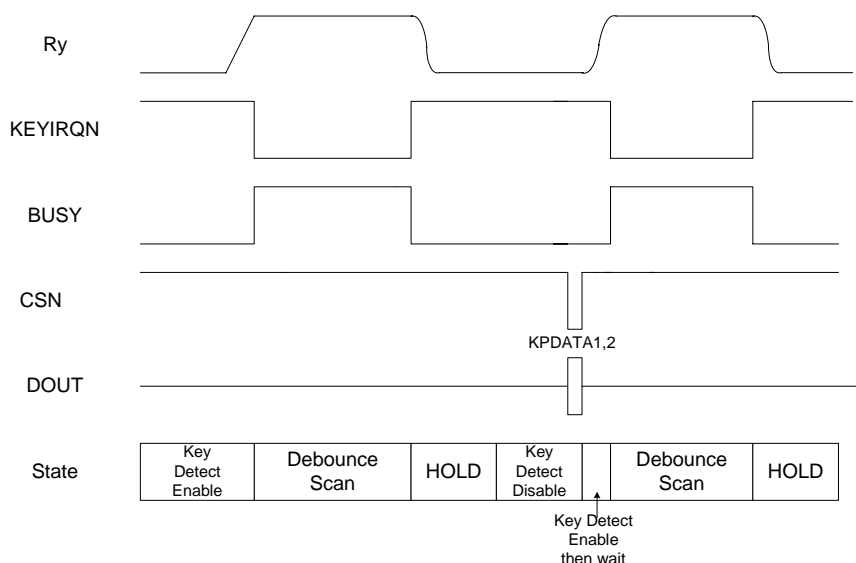 Ry
KEYIRQN
BUSY
CSN
KPDATA1,2
DOUT
State
Key
Detect
Enable
Debounce
Scan
HOLD
Key
Detect
Disable
Debounce
Scan
HOLD
Key Detect
Enable
then wait